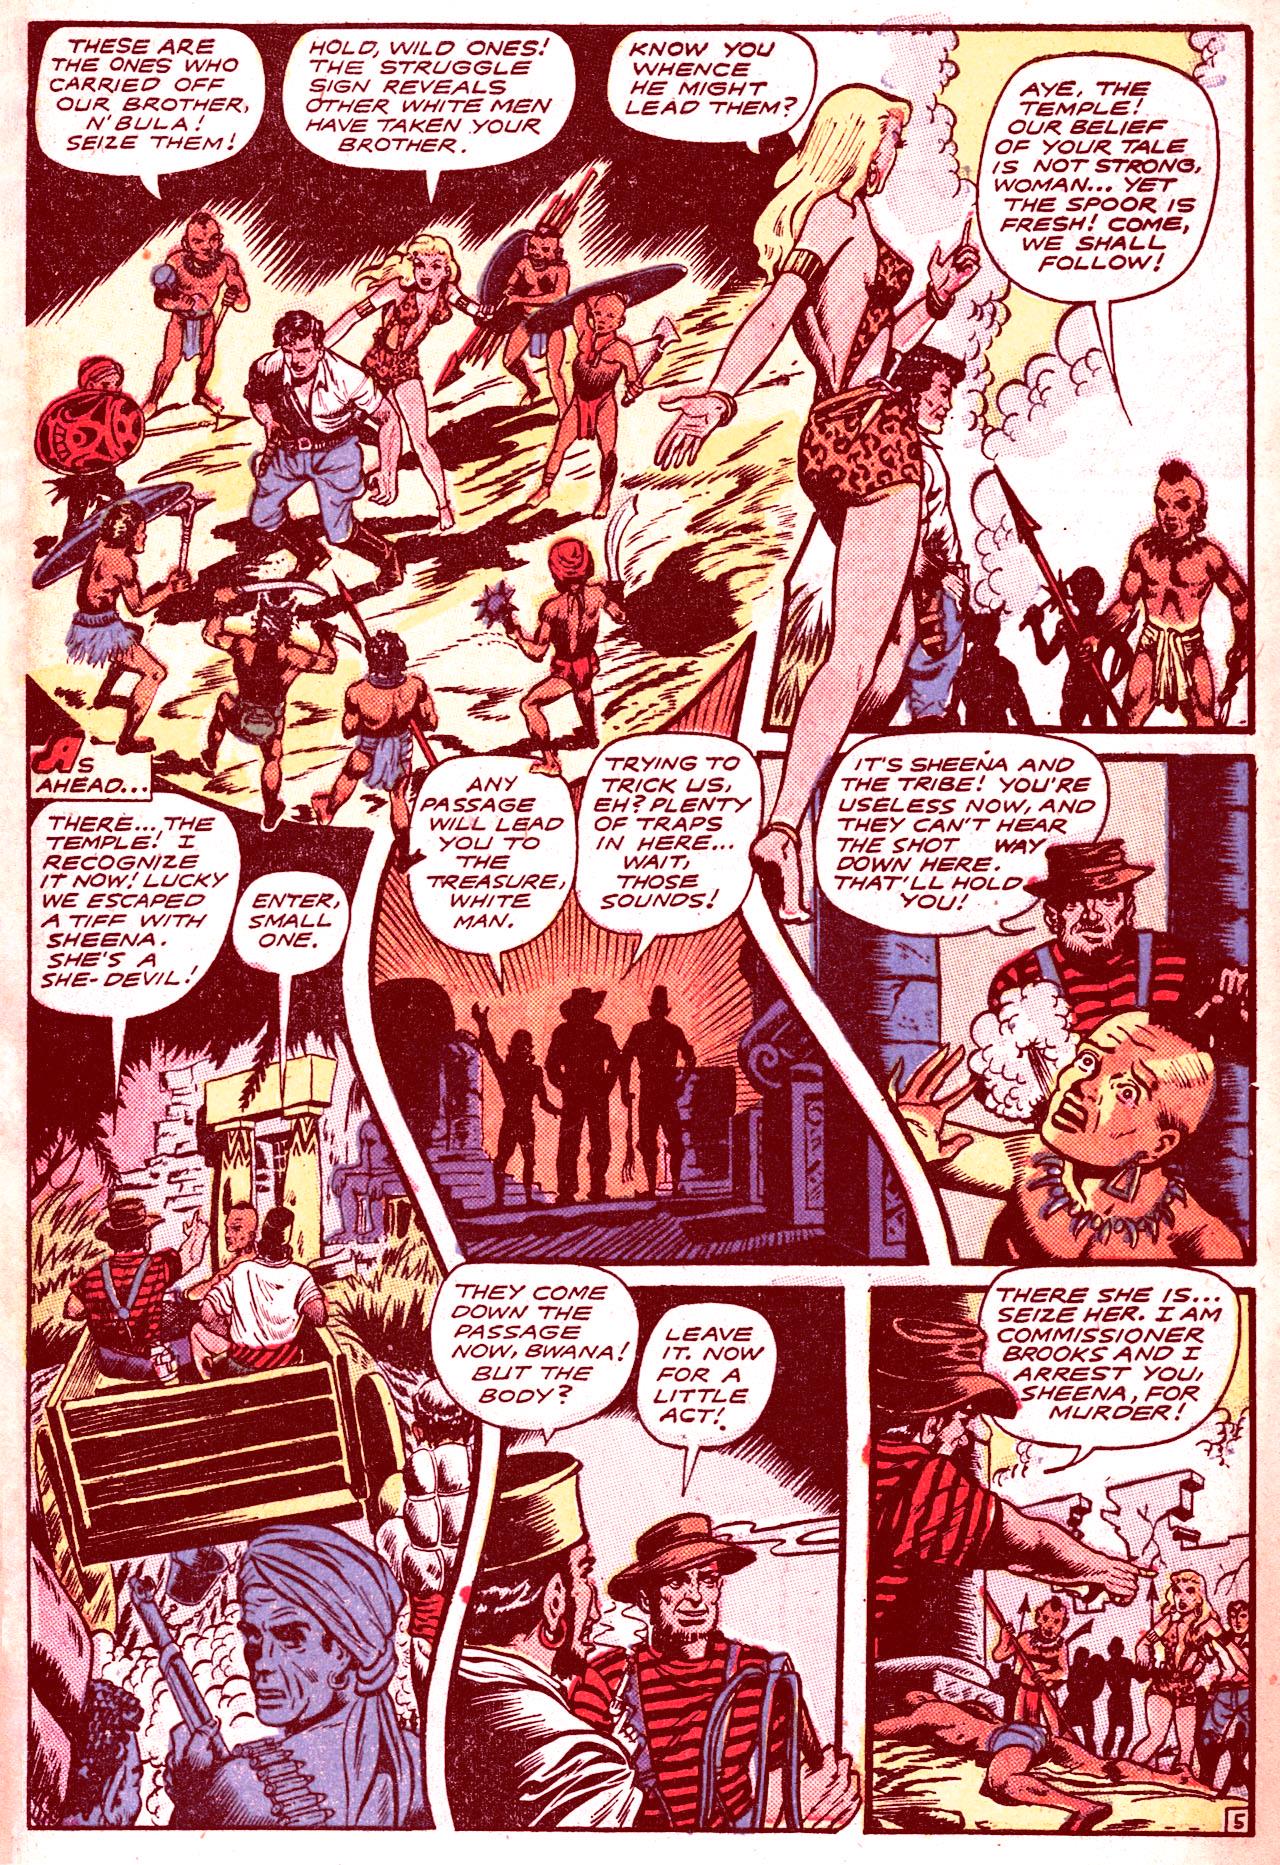 THESE ARE
THE ONES WHO
CARRIED OFF
OUR BROTHER,
N'BULA!
SEIZE THEM!
HOLD, WILD ONES!
THE STRUGGLE
SIGN REVEALS
OTHER WHITE MEN
HAVE TAKEN YOUR
BROTHER.
KNOW YOU
WHENCE
HE MIGHT
LEAD THEM?
AYE, THE
TEMPLE!
OUR BELIEF
OF YOUR TALE
IS NOT STRONG,
WOMAN... YET
THE SPOOR IS
FRESH! COME,
WE SHALL
FOLLOW!
AS
AHEAD...
THERE... THE
TEMPLE! I
RECOGNIZE
IT NOW! LUCKY
WE ESCAPED
A TIFF WITH
SHEENA.
SHE'S A
SHE-DEVIL!
ENTER,
SMALL
ONE.
ANY
PASSAGE
WILL LEAD
YOU TO
THE
TREASURE,
WHITE
MAN.
TRYING TO
TRICK US,
EH? PLENTY
OF TRAPS
IN HERE...
WAIT,
THOSE
SOUNDS!
IT'S SHEENA AND
THE TRIBE! YOU'RE
USELESS NOW, AND
THEY CAN'T HEAR
THE SHOT WAY
DOWN HERE.
THAT'LL HOLD
YOU!
THEY COME
DOWN THE
PASSAGE
NOW, BWANA!
BUT THE
BODY?
LEAVE
IT. NOW
FOR A
LITTLE
ACT!
THERE SHE IS...
SEIZE HER. I AM
COMMISSIONER
BROOKS AND I
ARREST YOU,
SHEENA, FOR
MURDER!
5